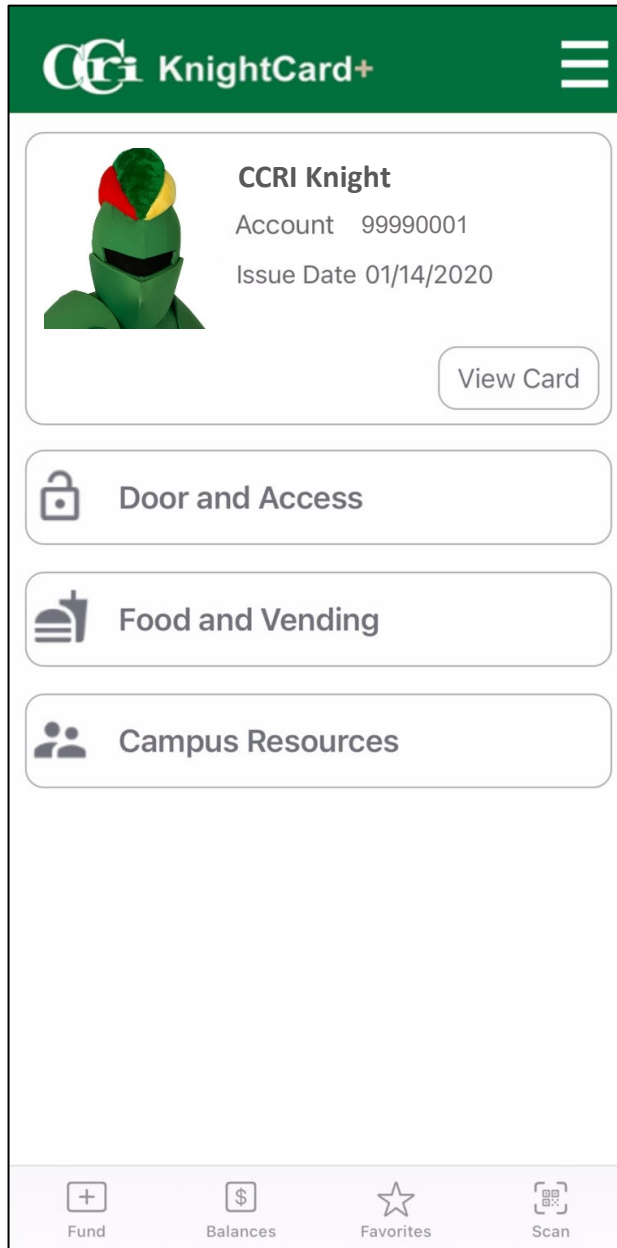 CCRi KnightCard+
CCRI Knight
Account 99990001
Issue Date 01/14/2020
View Card
Door and Access
Food and Vending
Campus Resources
Fund Balances Favorites Scan